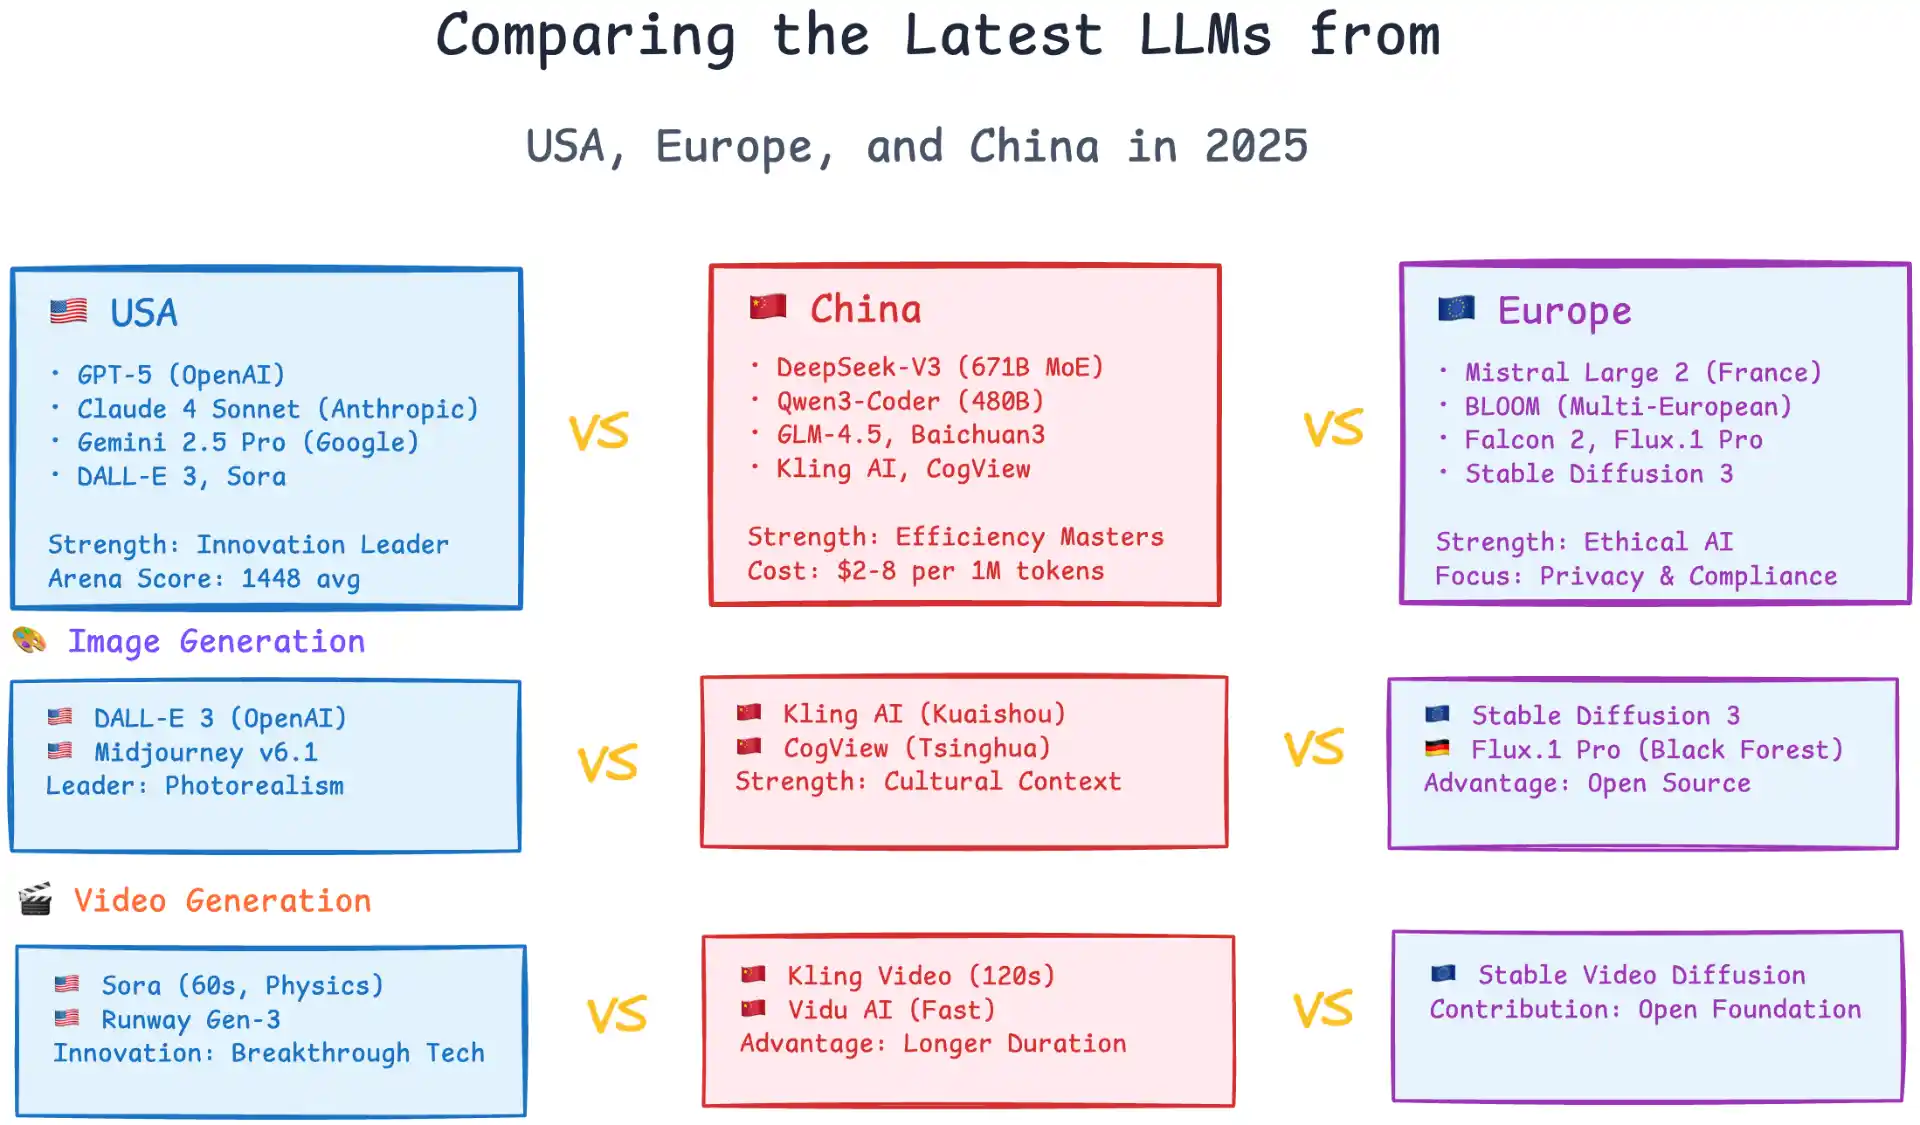 Comparing the Latest LLMs from
USA, Europe, and China in 2025
🇺🇸 USA
• GPT-5 (OpenAI)
• Claude 4 Sonnet (Anthropic)
• Gemini 2.5 Pro (Google)
• DALL-E 3, Sora
Strength: Innovation Leader
Arena Score: 1448 avg
VS
🇨🇳 China
• DeepSeek-V3 (671B MoE)
• Qwen3-Coder (480B)
• GLM-4.5, Baichuan3
• Kling AI, CogView
Strength: Efficiency Masters
Cost: $2-8 per 1M tokens
VS
🇪🇺 Europe
• Mistral Large 2 (France)
• BLOOM (Multi-European)
• Falcon 2, Flux.1 Pro
• Stable Diffusion 3
Strength: Ethical AI
Focus: Privacy & Compliance
🎨 Image Generation
🇺🇸 DALL-E 3 (OpenAI)
🇺🇸 Midjourney v6.1
Leader: Photorealism
VS
🇨🇳 Kling AI (Kuaishou)
🇨🇳 CogView (Tsinghua)
Strength: Cultural Context
VS
🇪🇺 Stable Diffusion 3
🇩🇪 Flux.1 Pro (Black Forest)
Advantage: Open Source
🎬 Video Generation
🇺🇸 Sora (60s, Physics)
🇺🇸 Runway Gen-3
Innovation: Breakthrough Tech
VS
🇨🇳 Kling Video (120s)
🇨🇳 Vidu AI (Fast)
Advantage: Longer Duration
VS
🇪🇺 Stable Video Diffusion
Contribution: Open Foundation